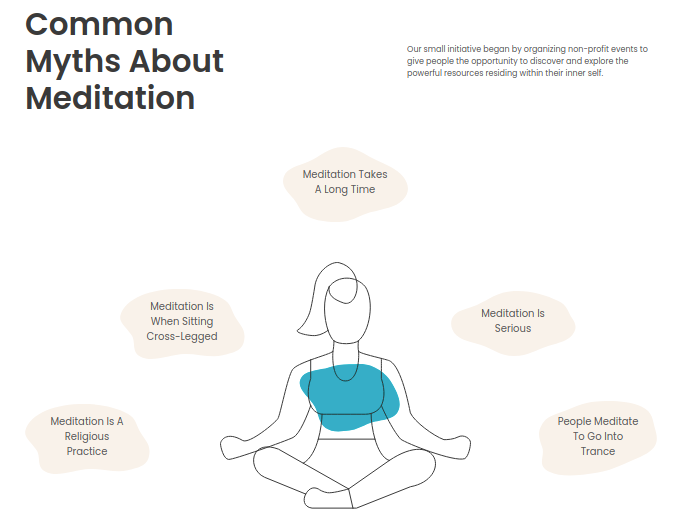 Common
Myths About
Meditation
Our small initiative began by organizing non-profit events to
give people the opportunity to discover and explore the
powerful resources residing within their inner self.
Meditation Takes
A Long Time
Meditation Is
When Sitting
Cross-Legged
Meditation Is
Serious
Meditation Is A
Religious
Practice
People Meditate
To Go Into
Trance